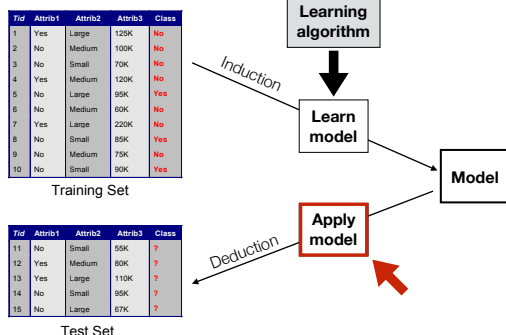 Tid Attrib1 Attrib2 Attrib3 Class
1 Yes Large 125K No
2 No Medium 100K No
3 No Small 70K No
4 Yes Medium 120K No
5 No Large 95K Yes
6 No Medium 60K No
7 Yes Large 220K No
8 No Small 85K Yes
9 No Medium 75K No
10 No Small 90K Yes
Training Set
Learning
algorithm
Induction
Learn
model
Model
Apply
model
Deduction
Tid Attrib1 Attrib2 Attrib3 Class
11 No Small 55K ?
12 Yes Medium 80K ?
13 Yes Large 110K ?
14 No Small 95K ?
15 No Large 67K ?
Test Set